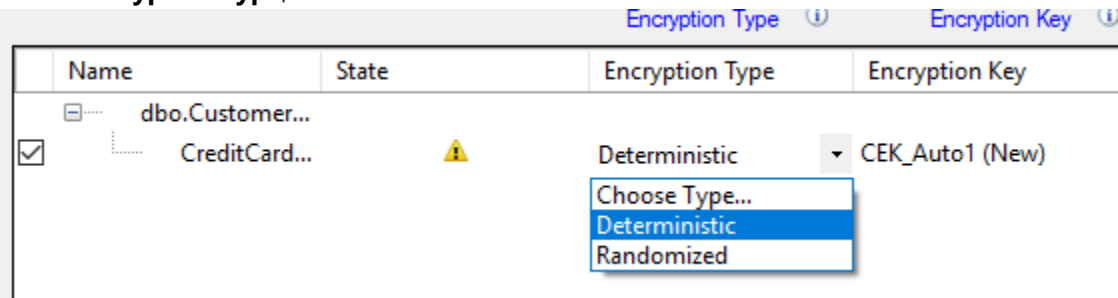 Encryption Type Encryption Key
Name State Encryption Type Encryption Key
dbo.Customer...
CreditCard... Deterministic CEK_Auto1 (New)
Choose Type...
Deterministic
Randomized